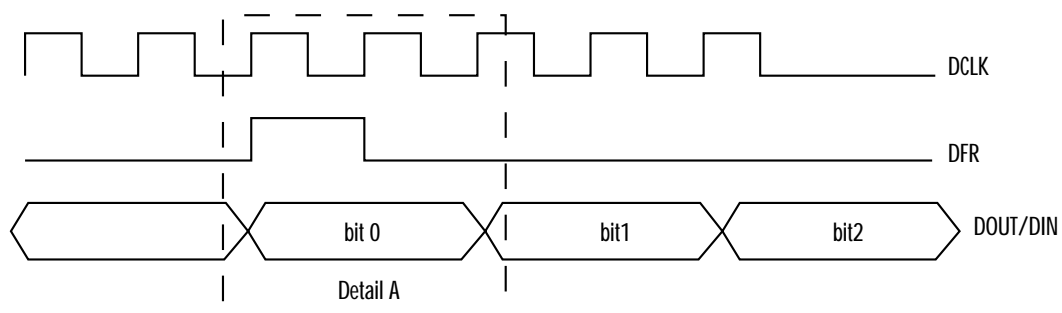 DCLK
DFR
bit 0
bit1
bit2
DOUT/DIN
Detail A